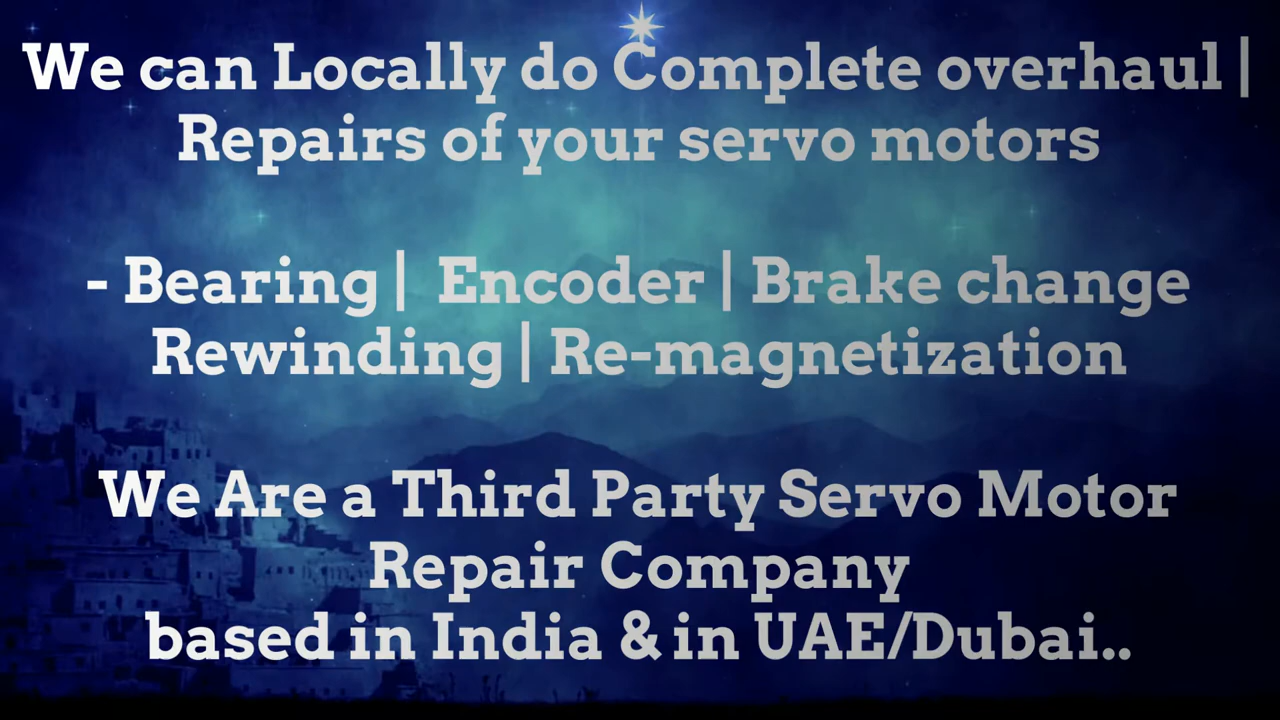 We can Locally do Complete overhaul |
Repairs of your servo motors
- Bearing | Encoder | Brake change
Rewinding | Re-magnetization
We Are a Third Party Servo Motor
Repair Company
based in India & in UAE/Dubai..